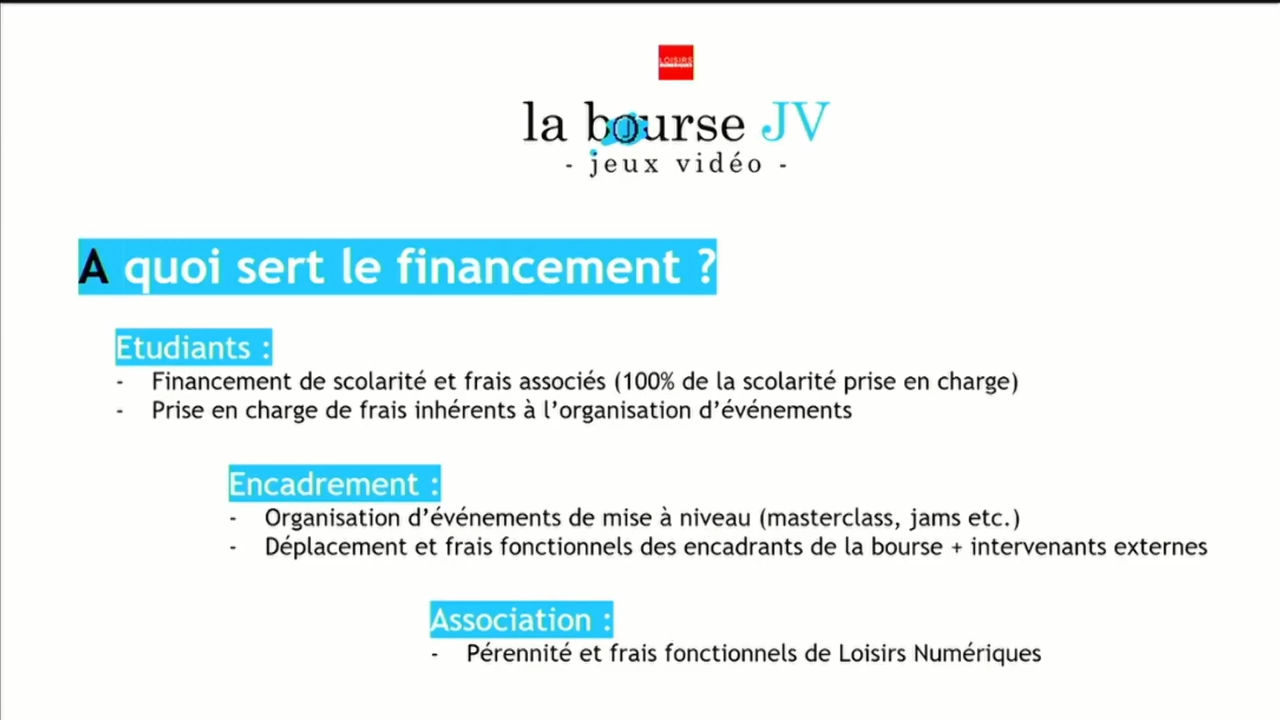 LOISIRS
NUMÉRIQUES
la bourse JV
- jeux vidéo -
A quoi sert le financement ?
Etudiants :
- Financement de scolarité et frais associés (100% de la scolarité prise en charge)
- Prise en charge de frais inhérents à l'organisation d'événements
Encadrement :
- Organisation d'événements de mise à niveau (masterclass, jams etc.)
- Déplacement et frais fonctionnels des encadrants de la bourse + intervenants externes
Association :
- Pérennité et frais fonctionnels de Loisirs Numériques